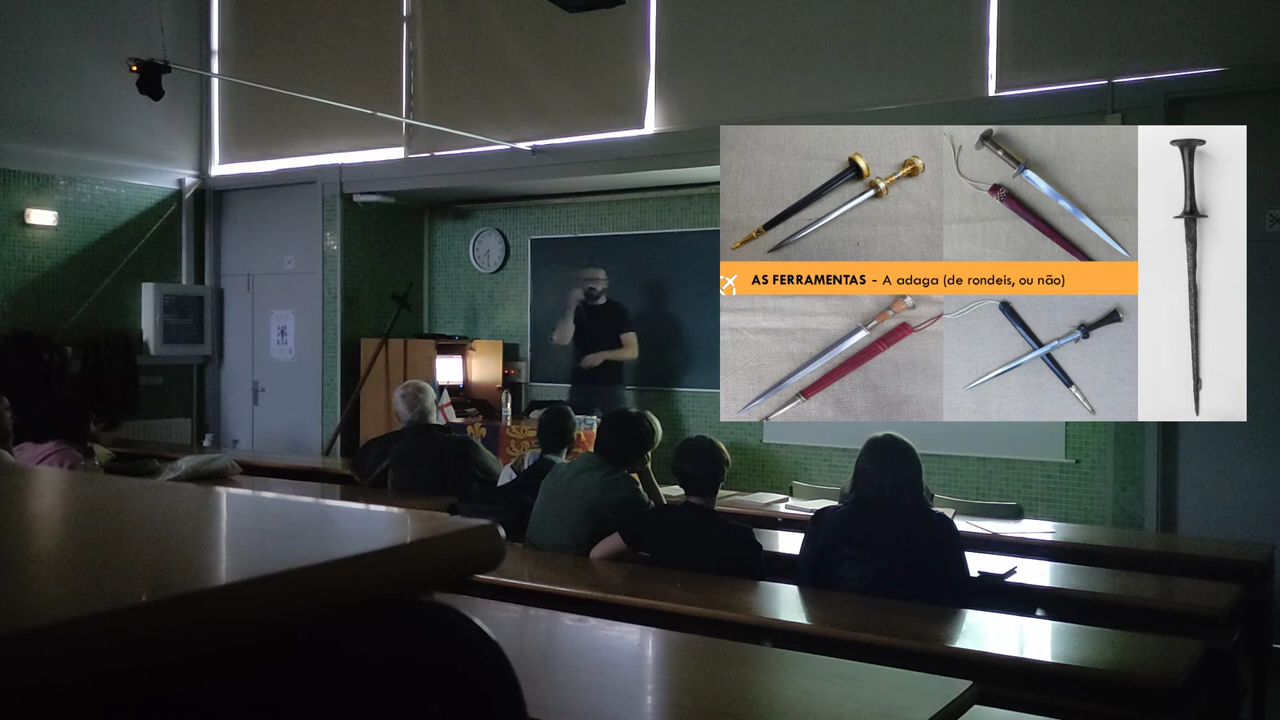 AS FERRAMENTAS - A adaga (de rondeis, ou não)